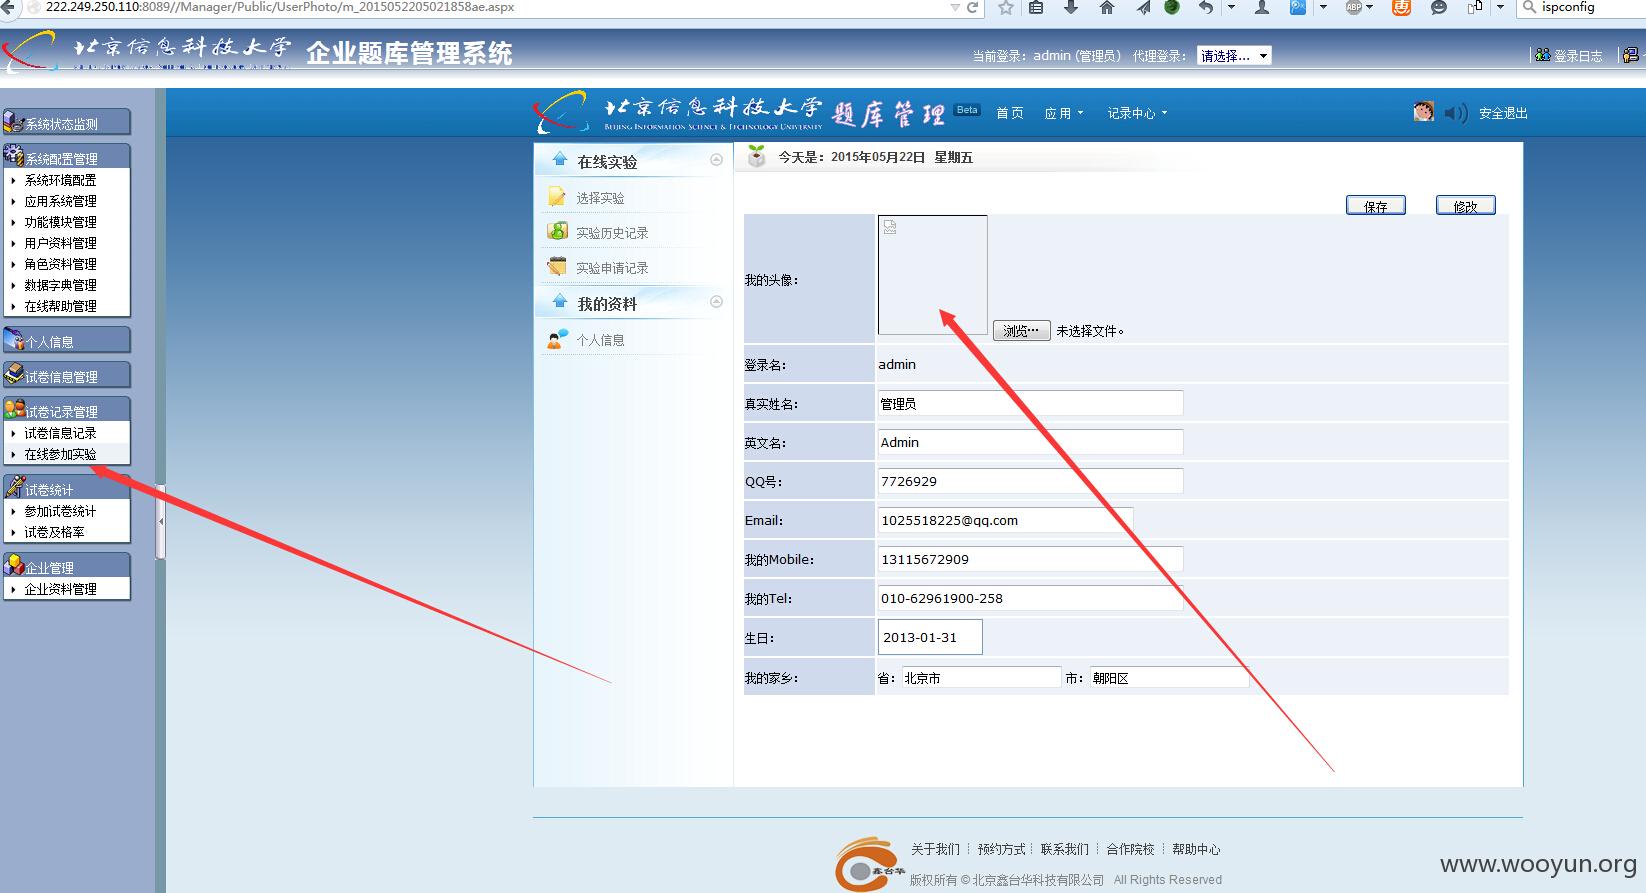 222.249.250.110:8089//Manager/Public/UserPhoto/m_2015052205021858ae.aspx
ABP
惠
ispconfig
北京信息科技大学 企业题库管理系统
当前登录：admin (管理员) 代理登录： 请选择...
登录日志
系统状态监测
系统配置管理
系统环境配置
应用系统管理
功能模块管理
用户资料管理
角色资料管理
数据字典管理
在线帮助管理
个人信息
试卷信息管理
试卷记录管理
试卷信息记录
在线参加实验
试卷统计
参加试卷统计
试卷及格率
企业管理
企业资料管理
北京信息科技大学 题库管理 Beta
BEIJING INFORMATION SCIENCE & TECHNOLOGY UNIVERSITY
首页 应用 记录中心
安全退出
在线实验
选择实验
实验历史记录
实验申请记录
我的资料
个人信息
今天是：2015年05月22日 星期五
保存 修改
我的头像：
浏览… 未选择文件。
登录名： admin
真实姓名： 管理员
英文名： Admin
QQ号： 7726929
Email: 1025518225@qq.com
我的Mobile: 13115672909
我的Tel: 010-62961900-258
生日： 2013-01-31
我的家乡： 省： 北京市 市： 朝阳区
鑫台华
关于我们 预约方式 联系我们 合作院校 帮助中心
版权所有 © 北京鑫台华科技有限公司 All Rights Reserved
www.wooyun.org